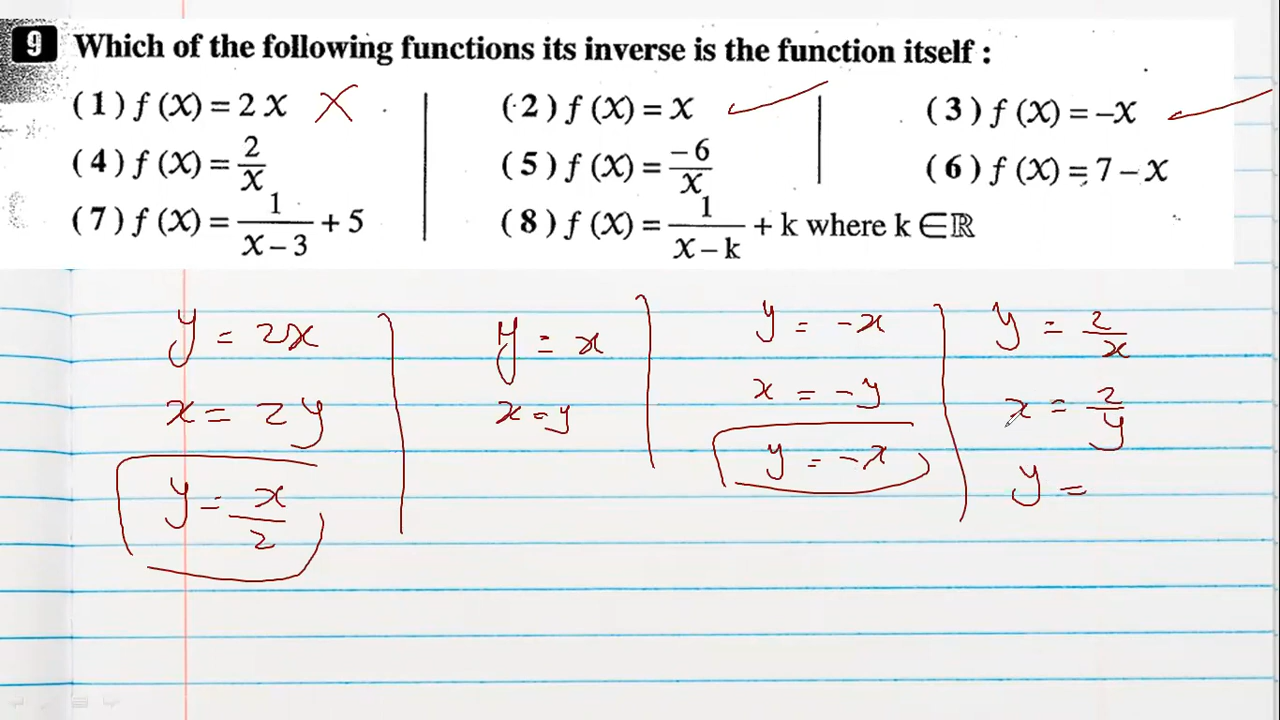 9 Which of the following functions its inverse is the function itself :
(1) f (X) = 2 X X
(2) f (X) = X ✓
(3) f (X) = –X ✓
(4) f (X) = 2/X
(5) f (X) = –6/X
(6) f (X) = 7 – X
(7) f (X) = 1/(X – 3) + 5
(8) f (X) = 1/(X – k) + k where k ∈ ℝ
y = 2x
x = 2y
y = x/2
y = x
x = y
y = -x
x = -y
y = -x
y = 2/x
x = 2/y
y =